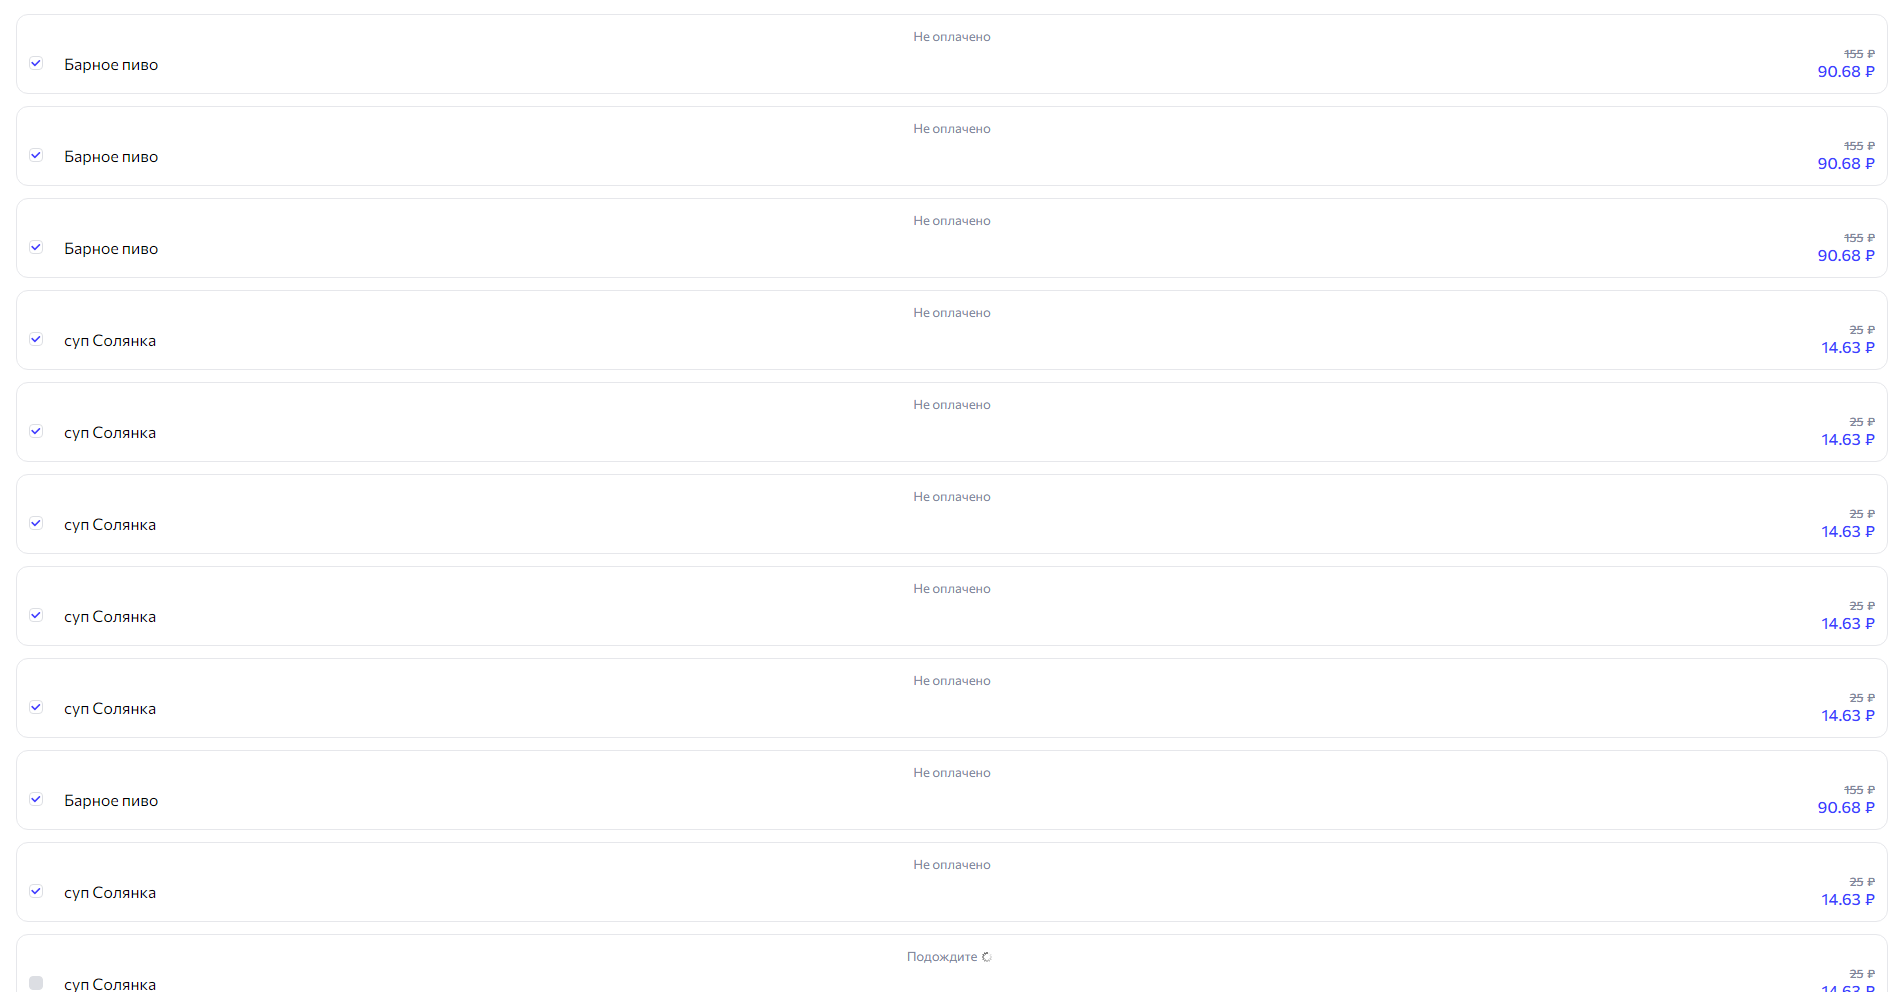 Не оплачено
Барное пиво
155 ₽
90.68 ₽
Не оплачено
Барное пиво
155 ₽
90.68 ₽
Не оплачено
Барное пиво
155 ₽
90.68 ₽
Не оплачено
суп Солянка
25 ₽
14.63 ₽
Не оплачено
суп Солянка
25 ₽
14.63 ₽
Не оплачено
суп Солянка
25 ₽
14.63 ₽
Не оплачено
суп Солянка
25 ₽
14.63 ₽
Не оплачено
суп Солянка
25 ₽
14.63 ₽
Не оплачено
Барное пиво
155 ₽
90.68 ₽
Не оплачено
суп Солянка
25 ₽
14.63 ₽
Подождите
суп Солянка
25 ₽
14.63 ₽